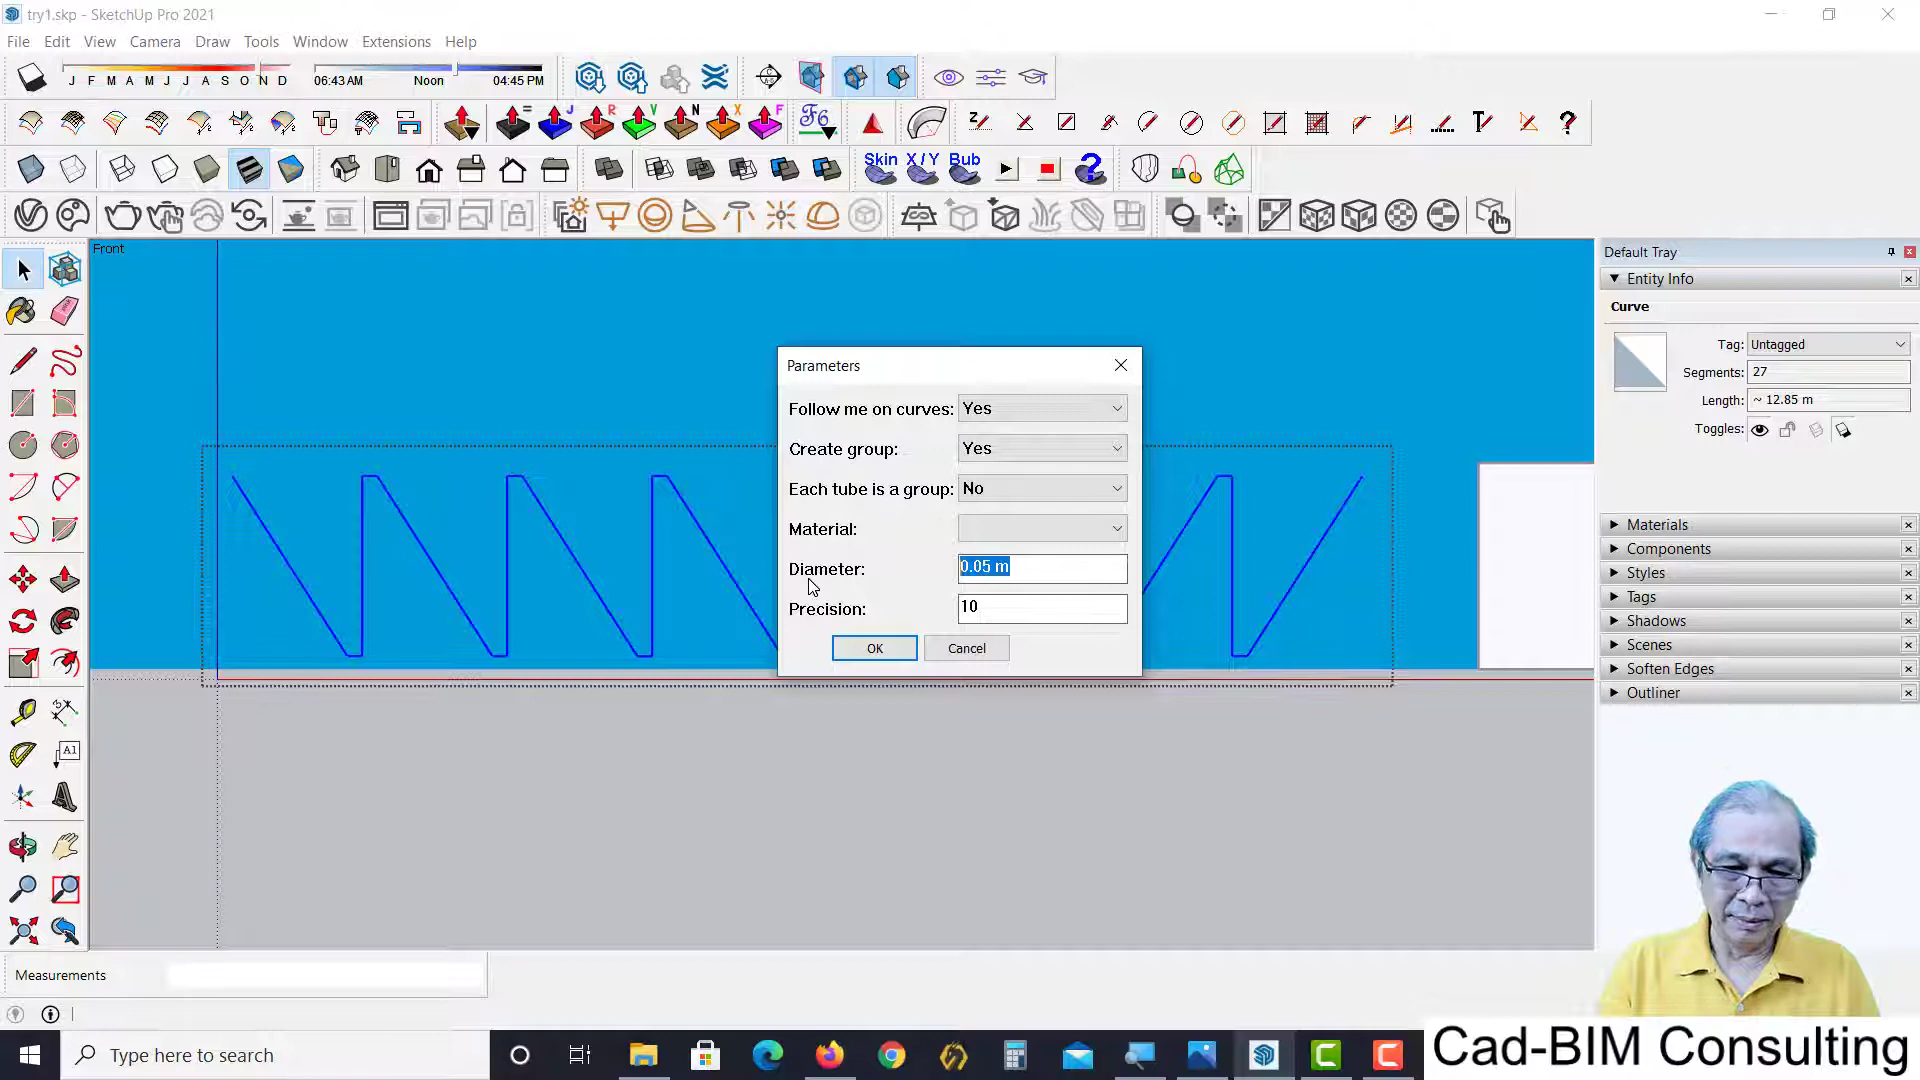 try1.skp - SketchUp Pro 2021
File Edit View Camera Draw Tools Window Extensions Help
J F M A M J J A S O N D 06:43 AM Noon 04:45 PM
= J R V N X F F6 Z T ?
Skin X/Y Bub ?
Front
Parameters
Follow me on curves: Yes
Create group: Yes
Each tube is a group: No
Material:
Diameter: 0.05 m
Precision: 10
OK Cancel
Default Tray
Entity Info
Curve
Tag: Untagged
Segments: 27
Length: ~ 12.85 m
Toggles:
Materials
Components
Styles
Tags
Shadows
Scenes
Soften Edges
Outliner
A1
Measurements
Type here to search
Cad-BIM Consulting